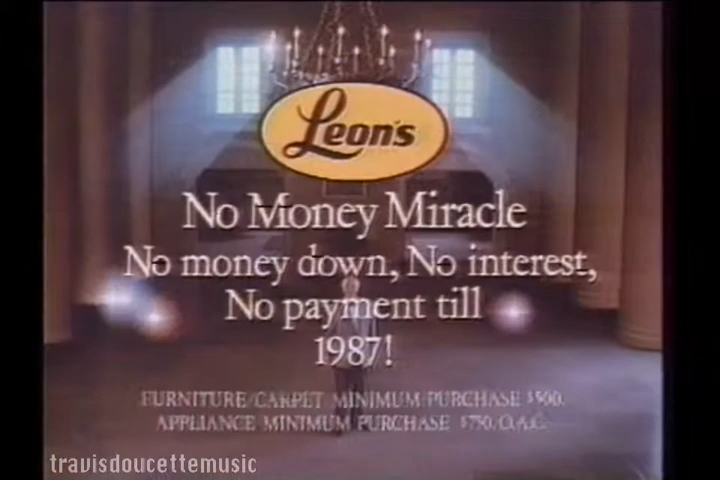 Leon's
No Money Miracle
No money down, No interest,
No payment till
1987!
FURNITURE/CARPET MINIMUM PURCHASE $500.
APPLIANCE MINIMUM PURCHASE $750. O.A.C.
travisdoucettemusic